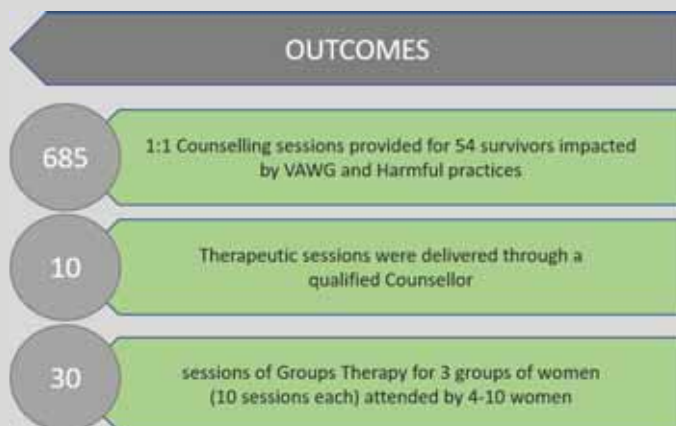 OUTCOMES
685
1:1 Counselling sessions provided for 54 survivors impacted
by VAWG and Harmful practices
10
Therapeutic sessions were delivered through a
qualified Counsellor
30
sessions of Groups Therapy for 3 groups of women
(10 sessions each) attended by 4-10 women